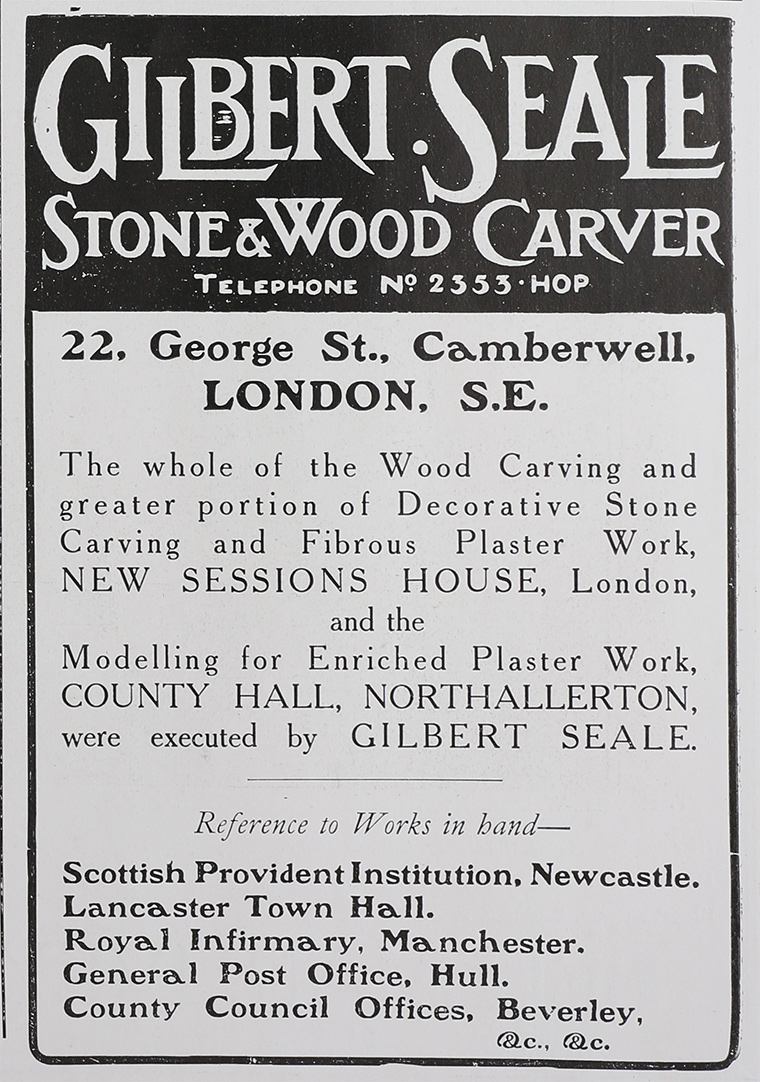 GILBERT. SEALE
STONE & WOOD CARVER
TELEPHONE Nº 2353·HOP
22, George St., Camberwell,
LONDON, S.E.
The whole of the Wood Carving and
greater portion of Decorative Stone
Carving and Fibrous Plaster Work,
NEW SESSIONS HOUSE, London,
and the
Modelling for Enriched Plaster Work,
COUNTY HALL, NORTHALLERTON,
were executed by GILBERT SEALE.
Reference to Works in hand—
Scottish Provident Institution, Newcastle.
Lancaster Town Hall.
Royal Infirmary, Manchester.
General Post Office, Hull.
County Council Offices, Beverley,
&c., &c.